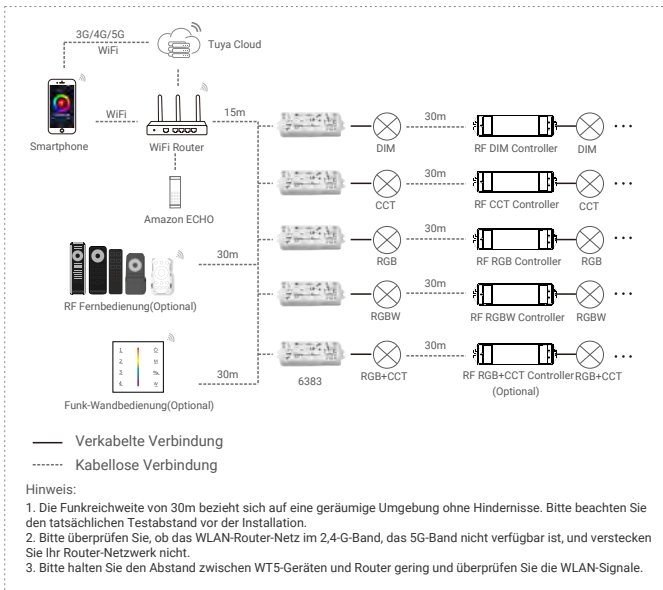 3G/4G/5G
WiFi
Tuya Cloud
WiFi
15m
Smartphone
WiFi Router
Amazon ECHO
30m
RF Fernbedienung(Optional)
30m
Funk-Wandbedienung(Optional)
DIM
30m
RF DIM Controller
DIM
CCT
30m
RF CCT Controller
CCT
RGB
30m
RF RGB Controller
RGB
RGBW
30m
RF RGBW Controller
RGBW
6383
RGB+CCT
30m
RF RGB+CCT Controller
(Optional)
RGB+CCT
Verkabelte Verbindung
Kabellose Verbindung
Hinweis:
1. Die Funkreichweite von 30m bezieht sich auf eine geräumige Umgebung ohne Hindernisse. Bitte beachten Sie
den tatsächlichen Testabstand vor der Installation.
2. Bitte überprüfen Sie, ob das WLAN-Router-Netz im 2,4-G-Band, das 5G-Band nicht verfügbar ist, und verstecken
Sie Ihr Router-Netzwerk nicht.
3. Bitte halten Sie den Abstand zwischen WT5-Geräten und Router gering und überprüfen Sie die WLAN-Signale.